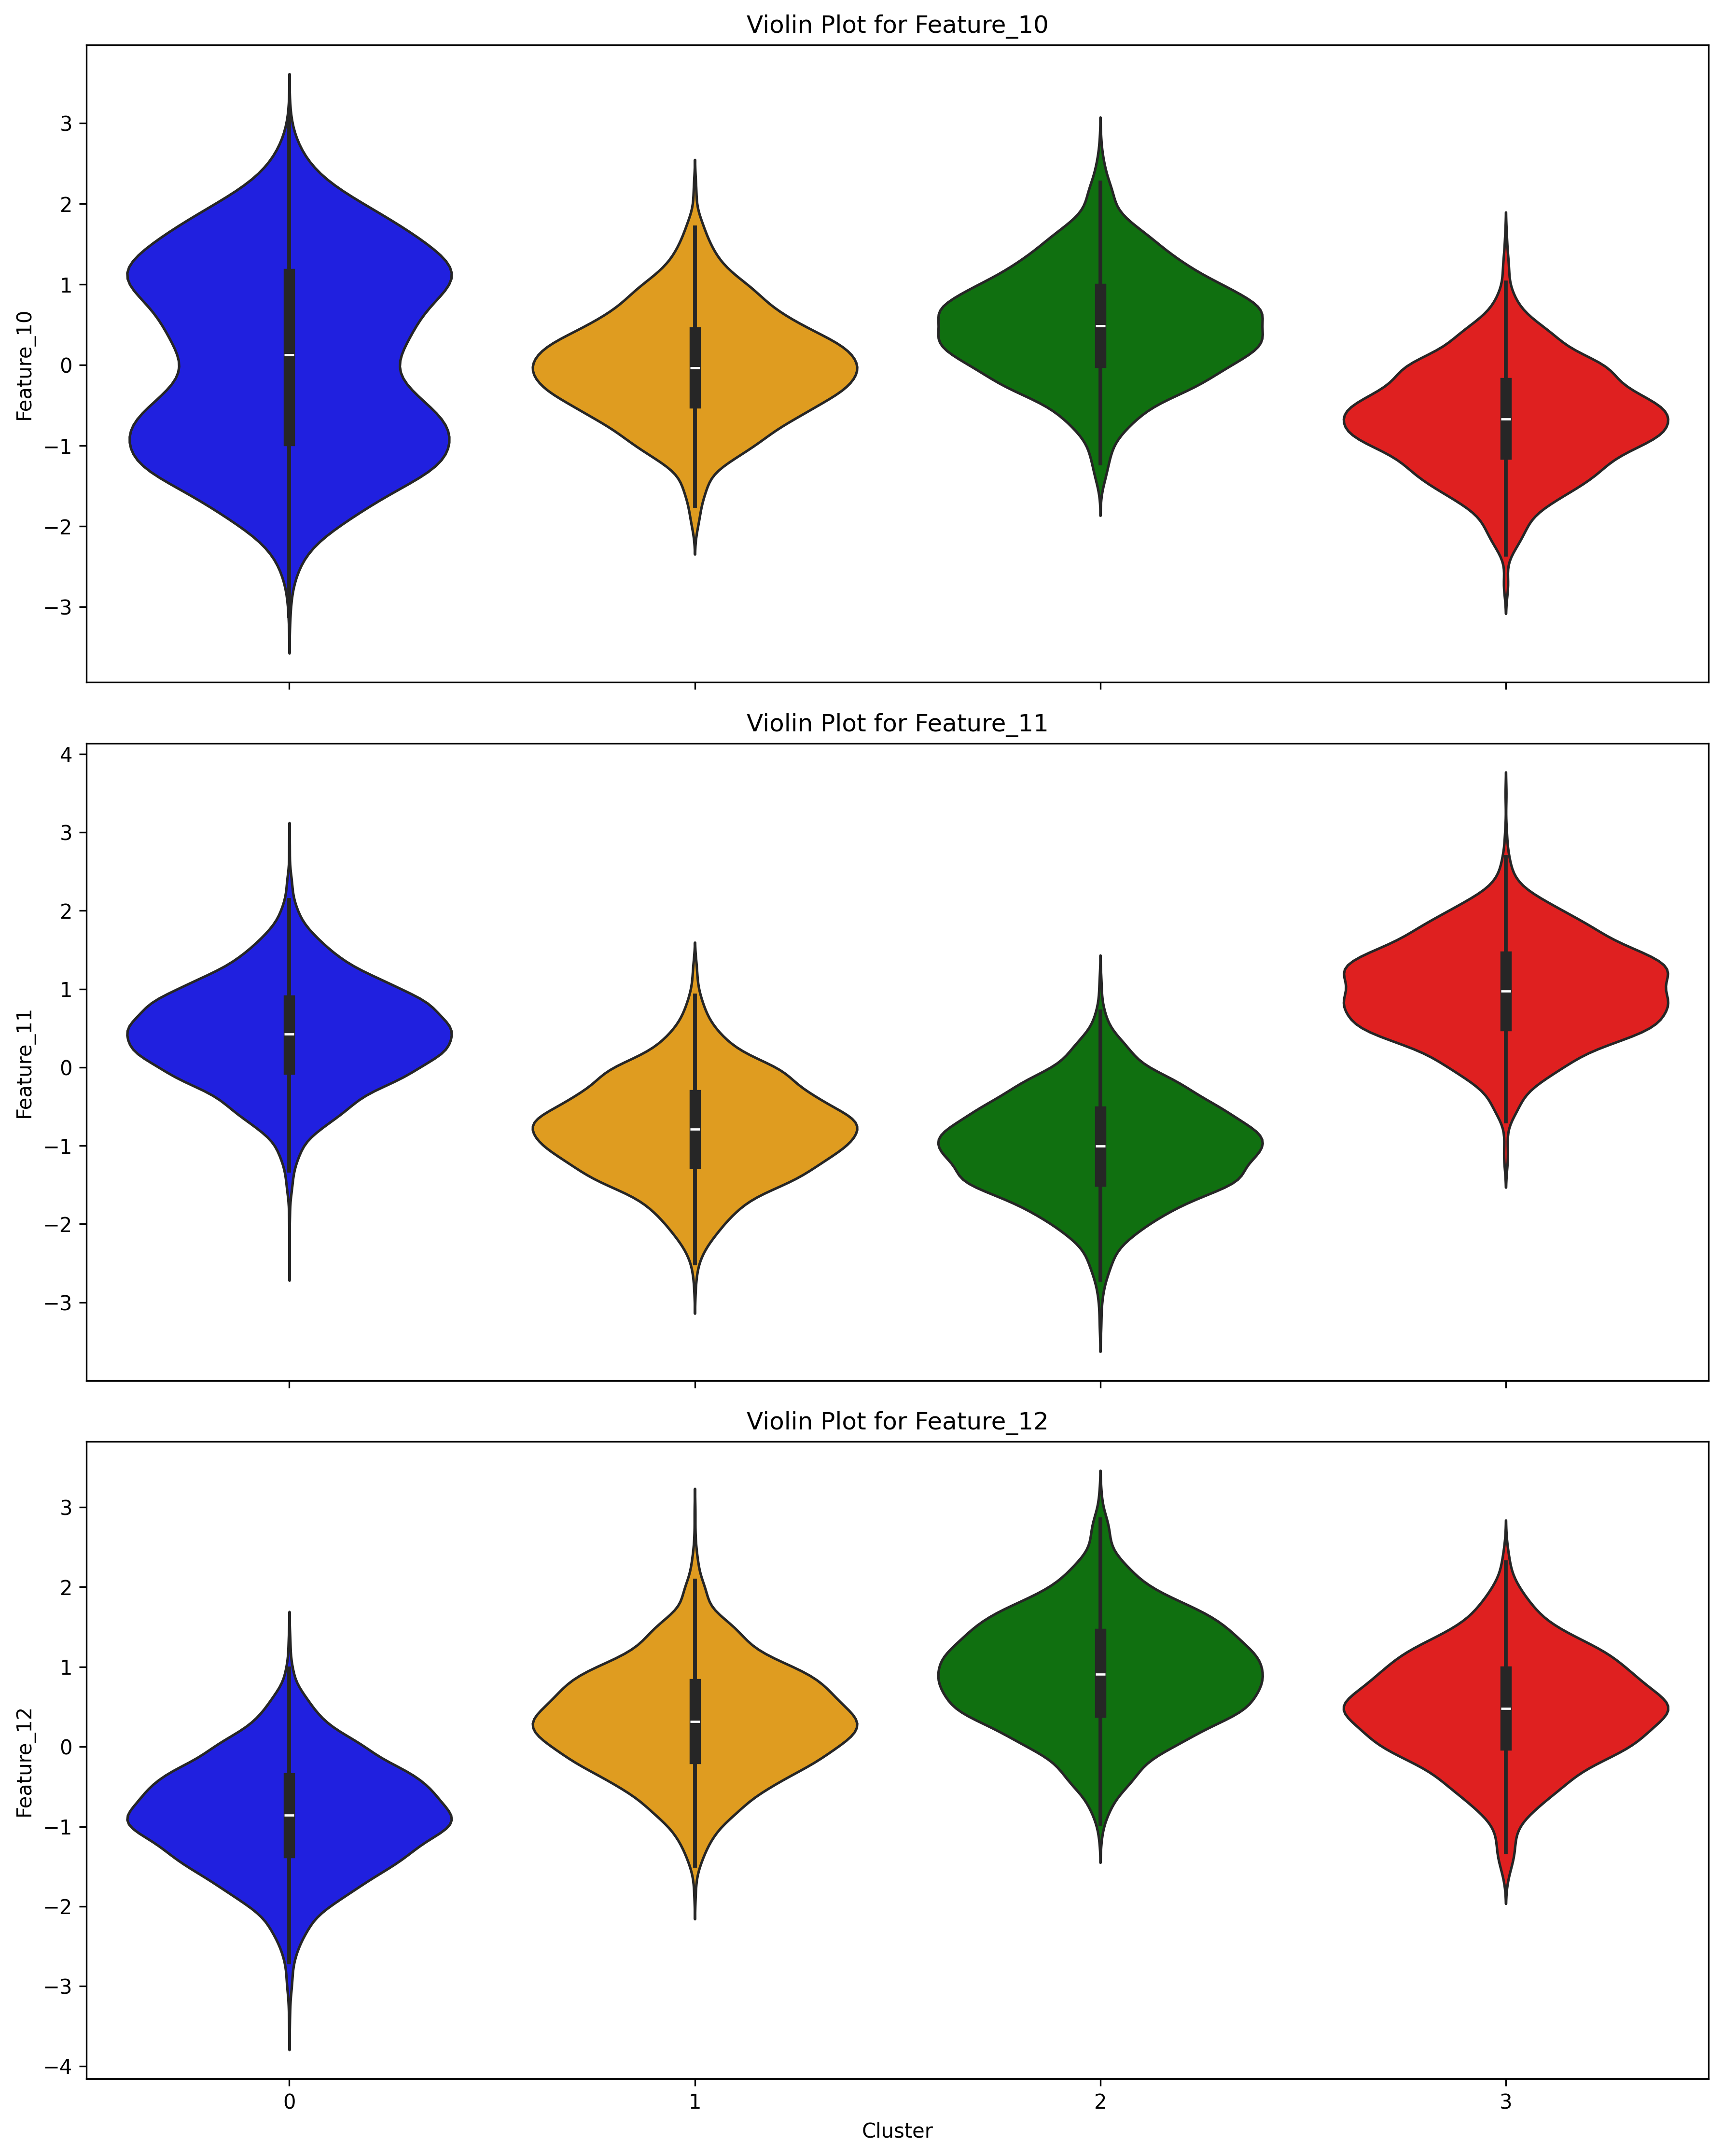 Violin Plot for Feature_10
3
2
1
0
−1
−2
−3
Feature_10
Violin Plot for Feature_11
4
3
2
1
0
−1
−2
−3
Feature_11
Violin Plot for Feature_12
3
2
1
0
−1
−2
−3
−4
Feature_12
0 1 2 3
Cluster